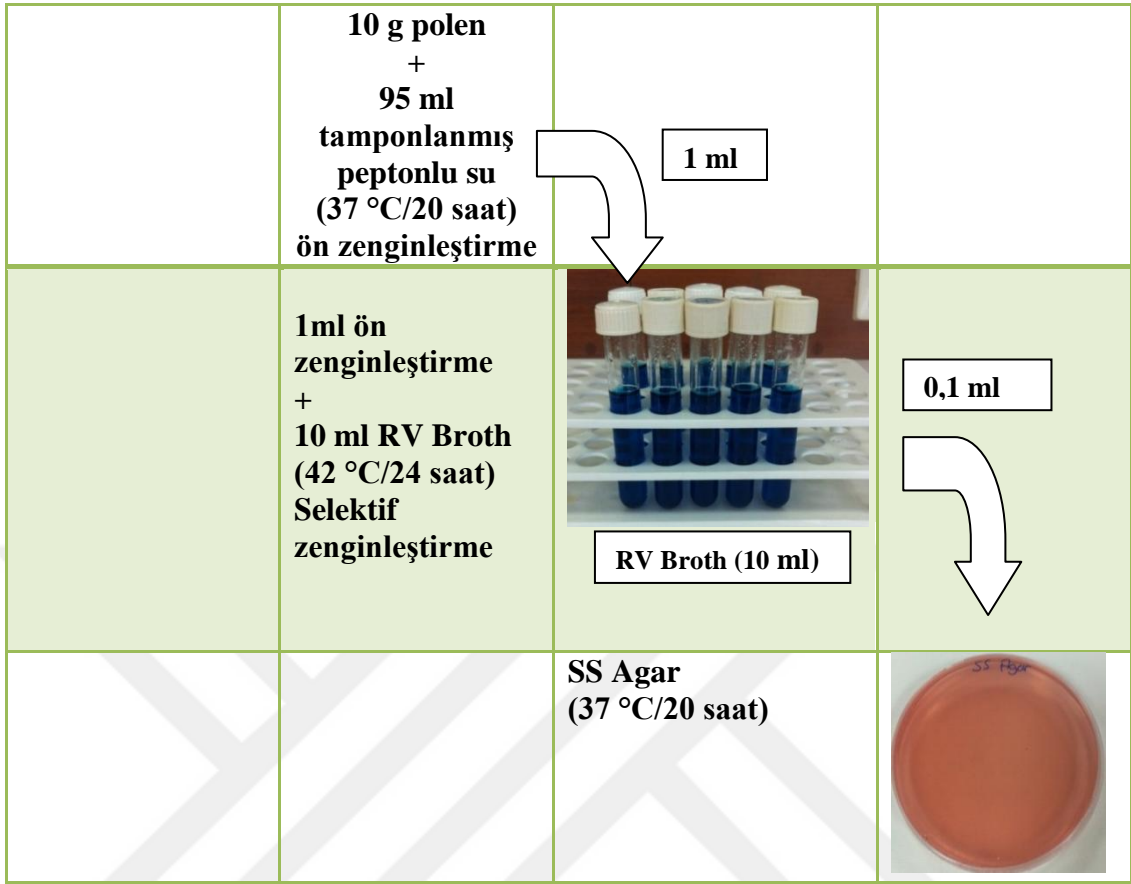 10 g polen
+
95 ml
tamponlanmış
peptonlu su
(37 °C/20 saat)
ön zenginleştirme
1 ml
1ml ön
zenginleştirme
+
10 ml RV Broth
(42 °C/24 saat)
Selektif
zenginleştirme
RV Broth (10 ml)
0,1 ml
SS Agar
(37 °C/20 saat)
SS Agar